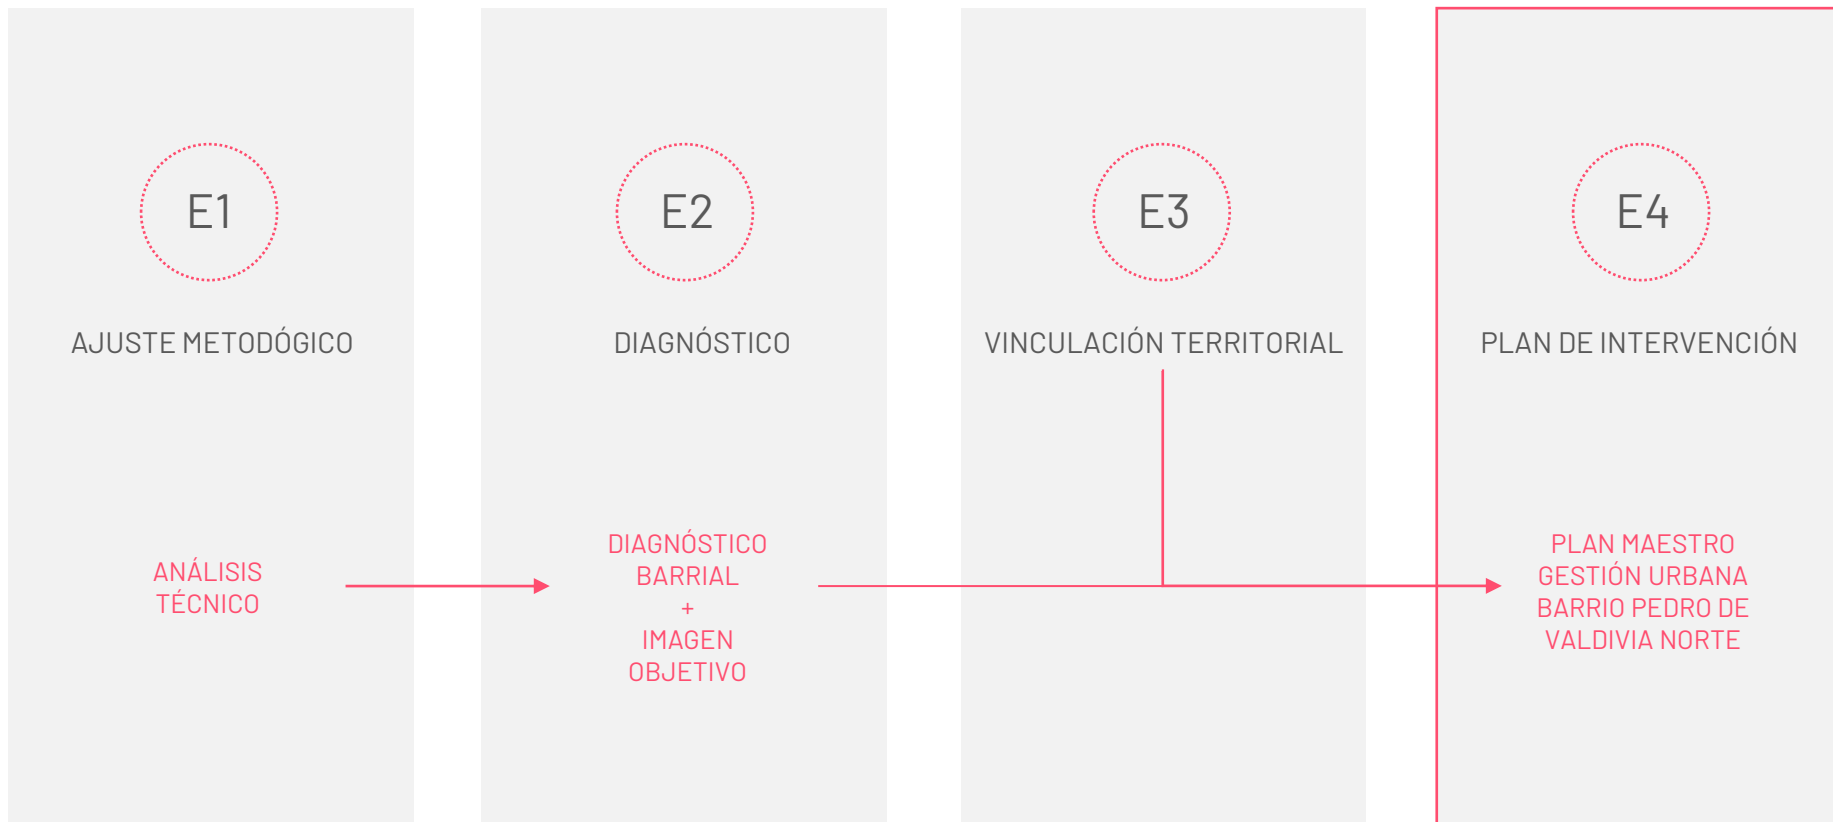 E1
AJUSTE METODÓGICO
ANÁLISIS
TÉCNICO
E2
DIAGNÓSTICO
DIAGNÓSTICO
BARRIAL
+
IMAGEN
OBJETIVO
E3
VINCULACIÓN TERRITORIAL
E4
PLAN DE INTERVENCIÓN
PLAN MAESTRO
GESTIÓN URBANA
BARRIO PEDRO DE
VALDIVIA NORTE